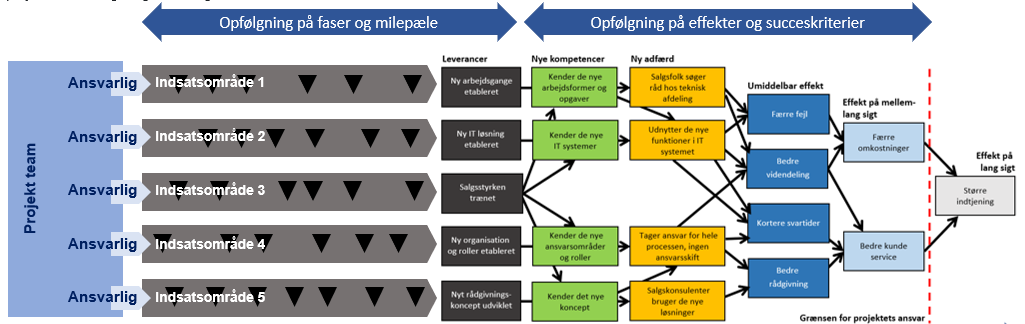 Opfølgning på faser og milepæle
Opfølgning på effekter og succeskriterier
Projekt team
Ansvarlig
Indsatsområde 1
Ansvarlig
Indsatsområde 2
Ansvarlig
Indsatsområde 3
Ansvarlig
Indsatsområde 4
Ansvarlig
Indsatsområde 5
Leverancer
Ny arbejdsgange
etableret
Ny IT løsning
etableret
Salgsstyrken
trænet
Ny organisation
og roller etableret
Nyt rådgivnings-
koncept udviklet
Nye kompetencer
Kender de nye
arbejdsformer og
opgaver
Kender de nye
IT systemer
Kender de nye
ansvarsområder
og roller
Kender det nye
koncept
Ny adfærd
Salgsfolk søger
råd hos teknisk
afdeling
Udnytter de nye
funktioner i IT
systemet
Tager ansvar for hele
processen, ingen
ansvarsskift
Salgskonsulenter
bruger de nye
løsninger
Umiddelbar effekt
Færre fejl
Bedre
videndeling
Kortere svartider
Bedre
rådgivning
Effekt på mellem-
lang sigt
Færre
omkostninger
Bedre kunde
service
Effekt på
lang sigt
Større
indtjening
Grænsen for projektets ansvar